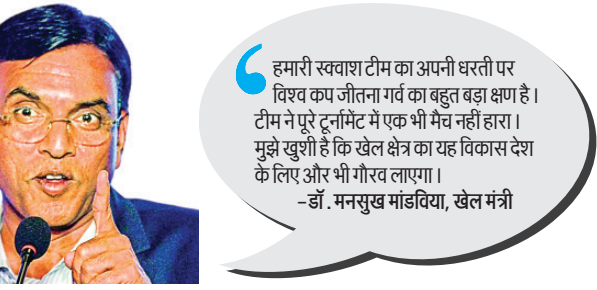 हमारी स्क्वाश टीम का अपनी धरती पर
विश्व कप जीतना गर्व का बहुत बड़ा क्षण है।
टीम ने पूरे टूर्नामेंट में एक भी मैच नहीं हारा।
मुझे खुशी है कि खेल क्षेत्र का यह विकास देश
के लिए और भी गौरव लाएगा।
–डॉ. मनसुख मांडविया, खेल मंत्री